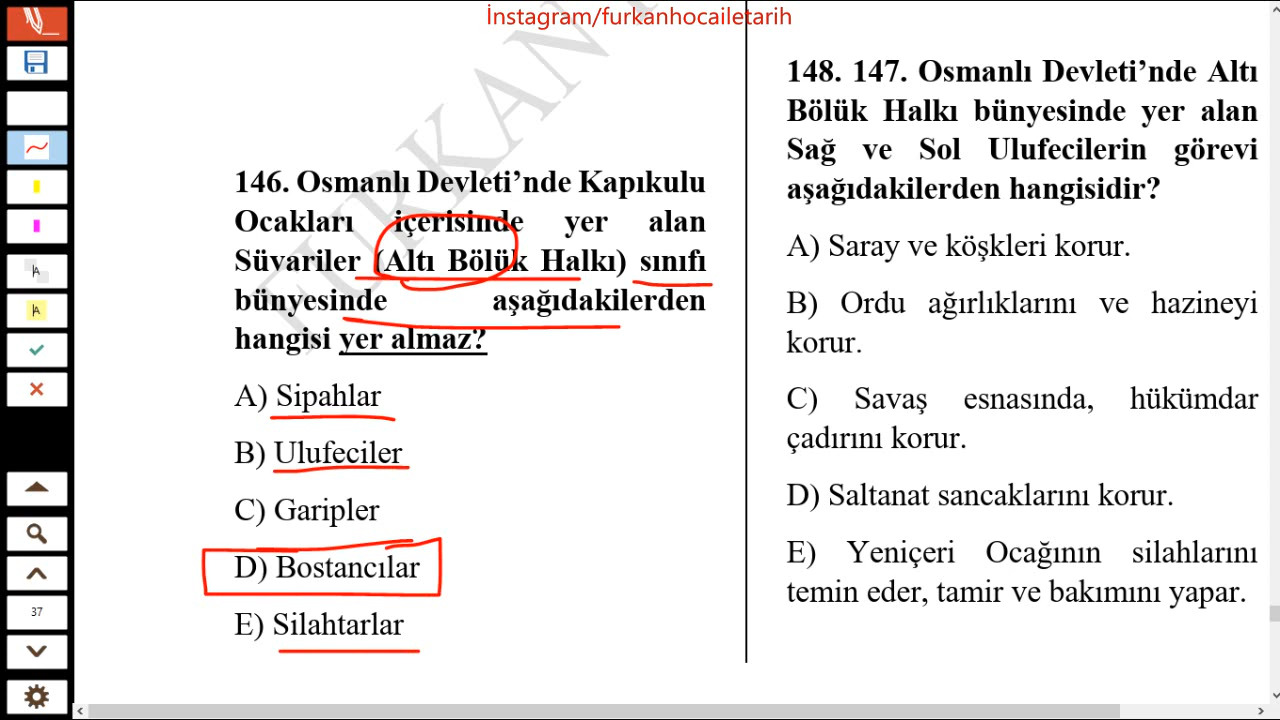 İnstagram/furkanhocailetarih
FURKAN
146. Osmanlı Devleti’nde Kapıkulu
Ocakları içerisinde yer alan
Süvariler (Altı Bölük Halkı) sınıfı
bünyesinde aşağıdakilerden
hangisi yer almaz?
A) Sipahlar
B) Ulufeciler
C) Garipler
D) Bostancılar
E) Silahtarlar
148. 147. Osmanlı Devleti’nde Altı
Bölük Halkı bünyesinde yer alan
Sağ ve Sol Ulufecilerin görevi
aşağıdakilerden hangisidir?
A) Saray ve köşkleri korur.
B) Ordu ağırlıklarını ve hazineyi
korur.
C) Savaş esnasında, hükümdar
çadırını korur.
D) Saltanat sancaklarını korur.
E) Yeniçeri Ocağının silahlarını
temin eder, tamir ve bakımını yapar.
A
A
37